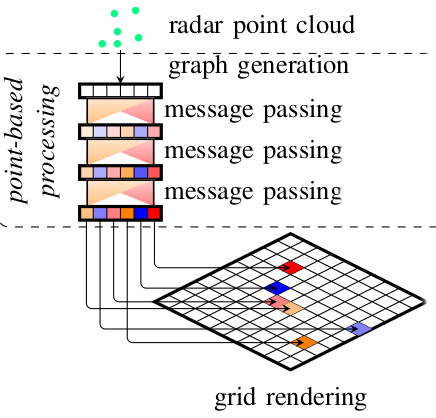 radar point cloud
graph generation
message passing
message passing
message passing
point-based
processing
grid rendering